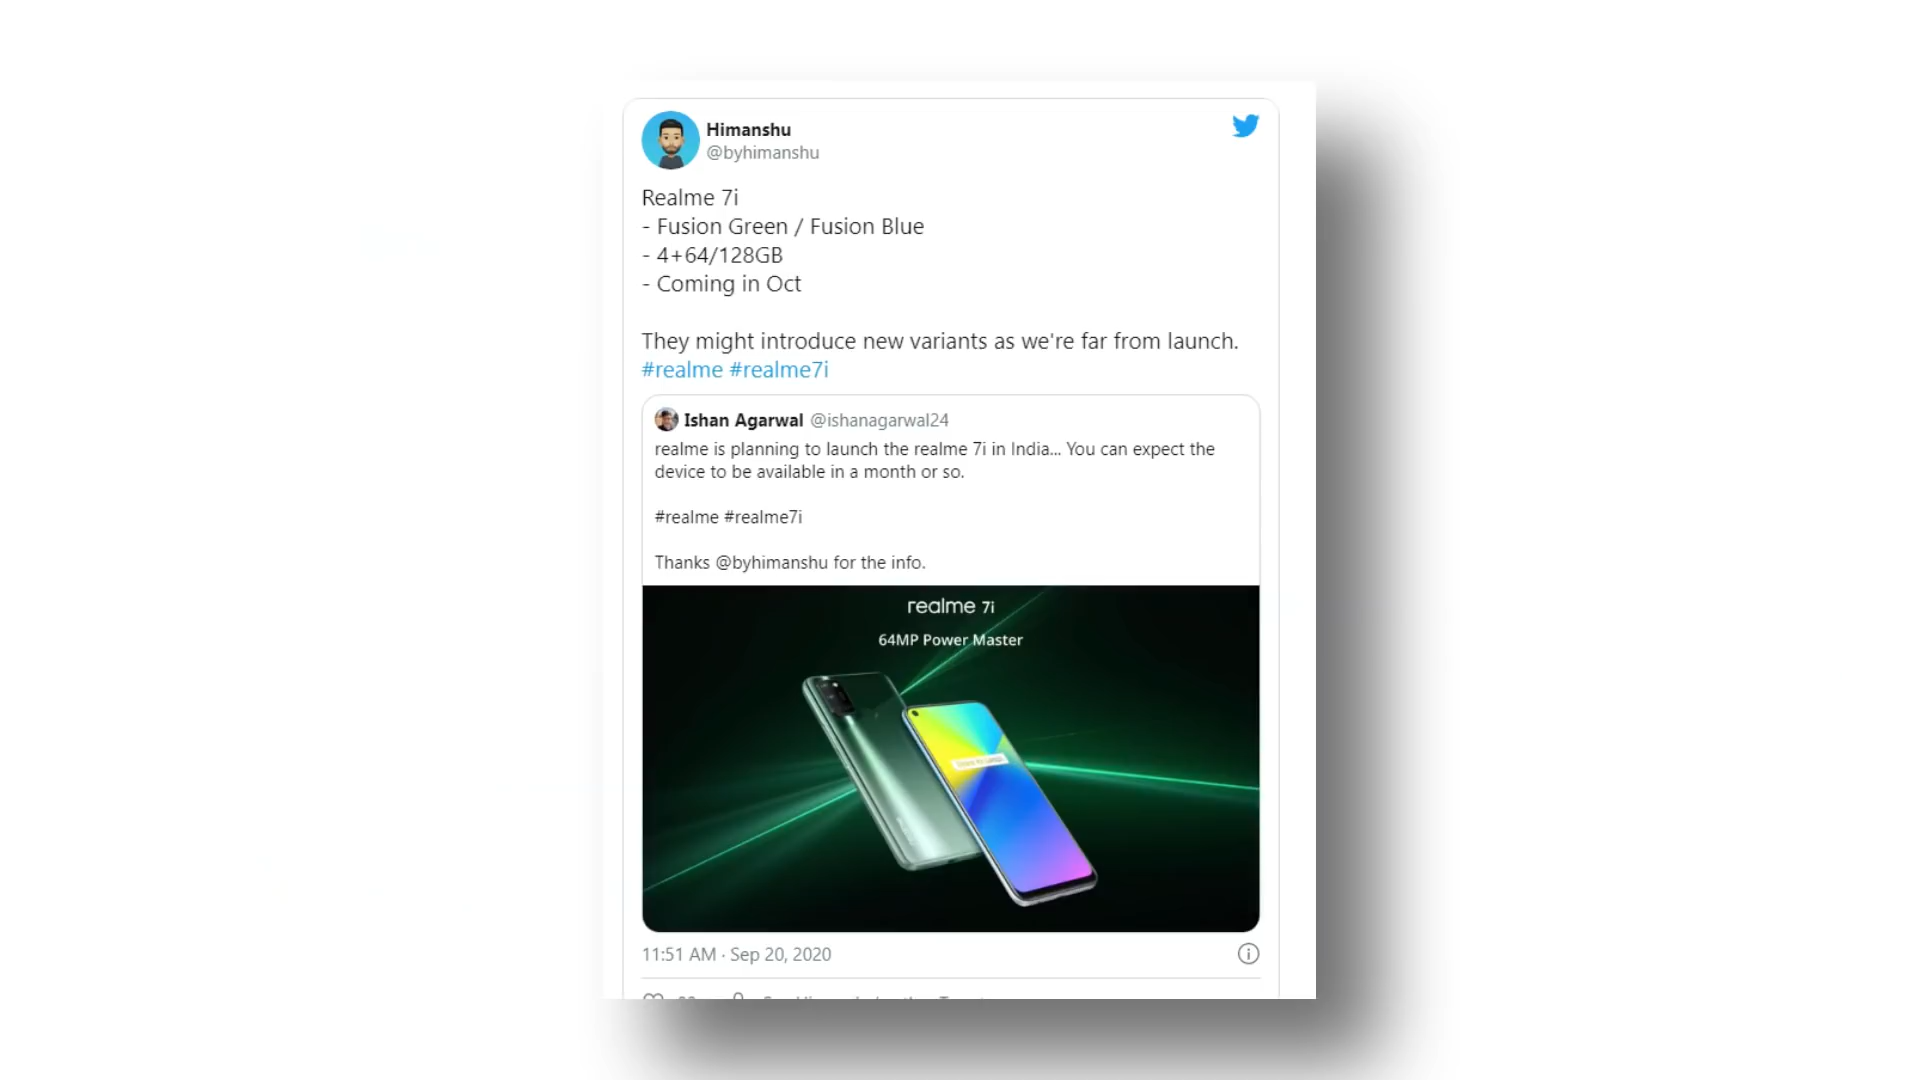 Himanshu
@byhimanshu
Realme 7i
- Fusion Green / Fusion Blue
- 4+64/128GB
- Coming in Oct
They might introduce new variants as we're far from launch.
#realme #realme7i
Ishan Agarwal @ishanagarwal24
realme is planning to launch the realme 7i in India... You can expect the
device to be available in a month or so.
#realme #realme7i
Thanks @byhimanshu for the info.
realme 7i
64MP Power Master
11:51 AM · Sep 20, 2020